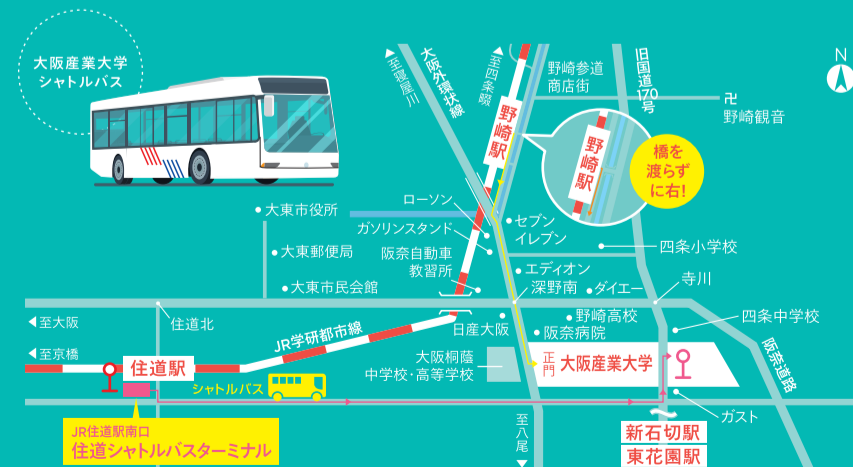 大阪産業大学
シャトルバス
至寝屋川
大阪外環状線
至四条畷
野崎駅
野崎参道
商店街
旧国道170号
N
卍
野崎観音
野崎駅
橋を
渡らず
に右!
大東市役所
ローソン
ガソリンスタンド
セブン
イレブン
大東郵便局
阪奈自動車
教習所
四条小学校
エディオン
大東市民会館
深野南
ダイエー
寺川
至大阪
住道北
JR学研都市線
日産大阪
野崎高校
四条中学校
阪奈病院
至京橋
住道駅
大阪桐蔭
中学校・高等学校
正門
大阪産業大学
阪奈道路
シャトルバス
JR住道駅南口
住道シャトルバスターミナル
至八尾
ガスト
新石切駅
東花園駅